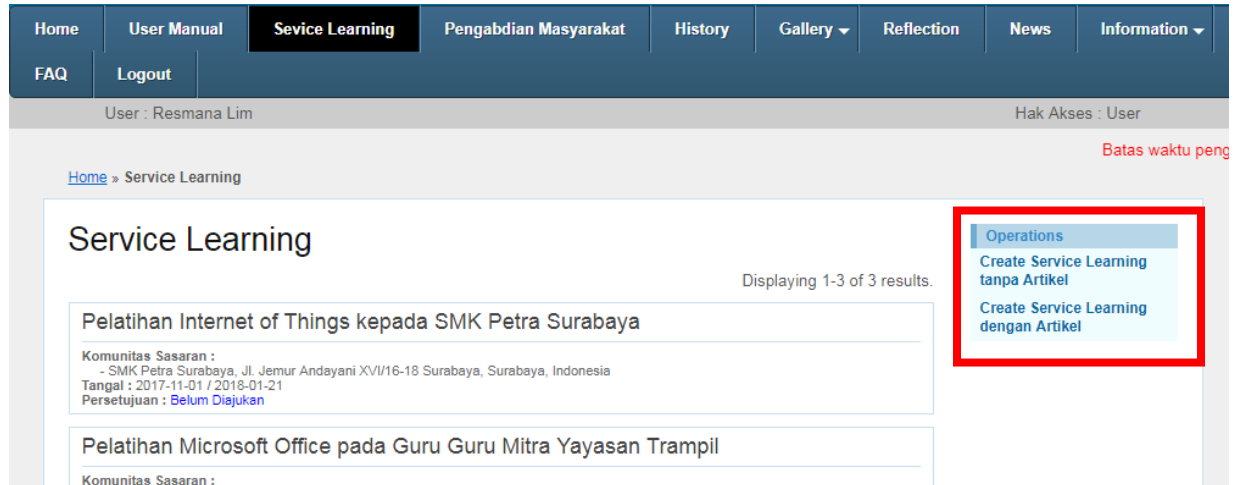 Home User Manual Sevice Learning Pengabdian Masyarakat History Gallery Reflection News Information
FAQ Logout
User : Resmana Lim Hak Akses : User
Batas waktu peng
Home » Service Learning
Service Learning
Displaying 1-3 of 3 results.
Pelatihan Internet of Things kepada SMK Petra Surabaya
Komunitas Sasaran :
- SMK Petra Surabaya, Jl. Jemur Andayani XVI/16-18 Surabaya, Surabaya, Indonesia
Tangal : 2017-11-01 / 2018-01-21
Persetujuan : Belum Diajukan
Pelatihan Microsoft Office pada Guru Guru Mitra Yayasan Trampil
Komunitas Sasaran :
Operations
Create Service Learning
tanpa Artikel
Create Service Learning
dengan Artikel